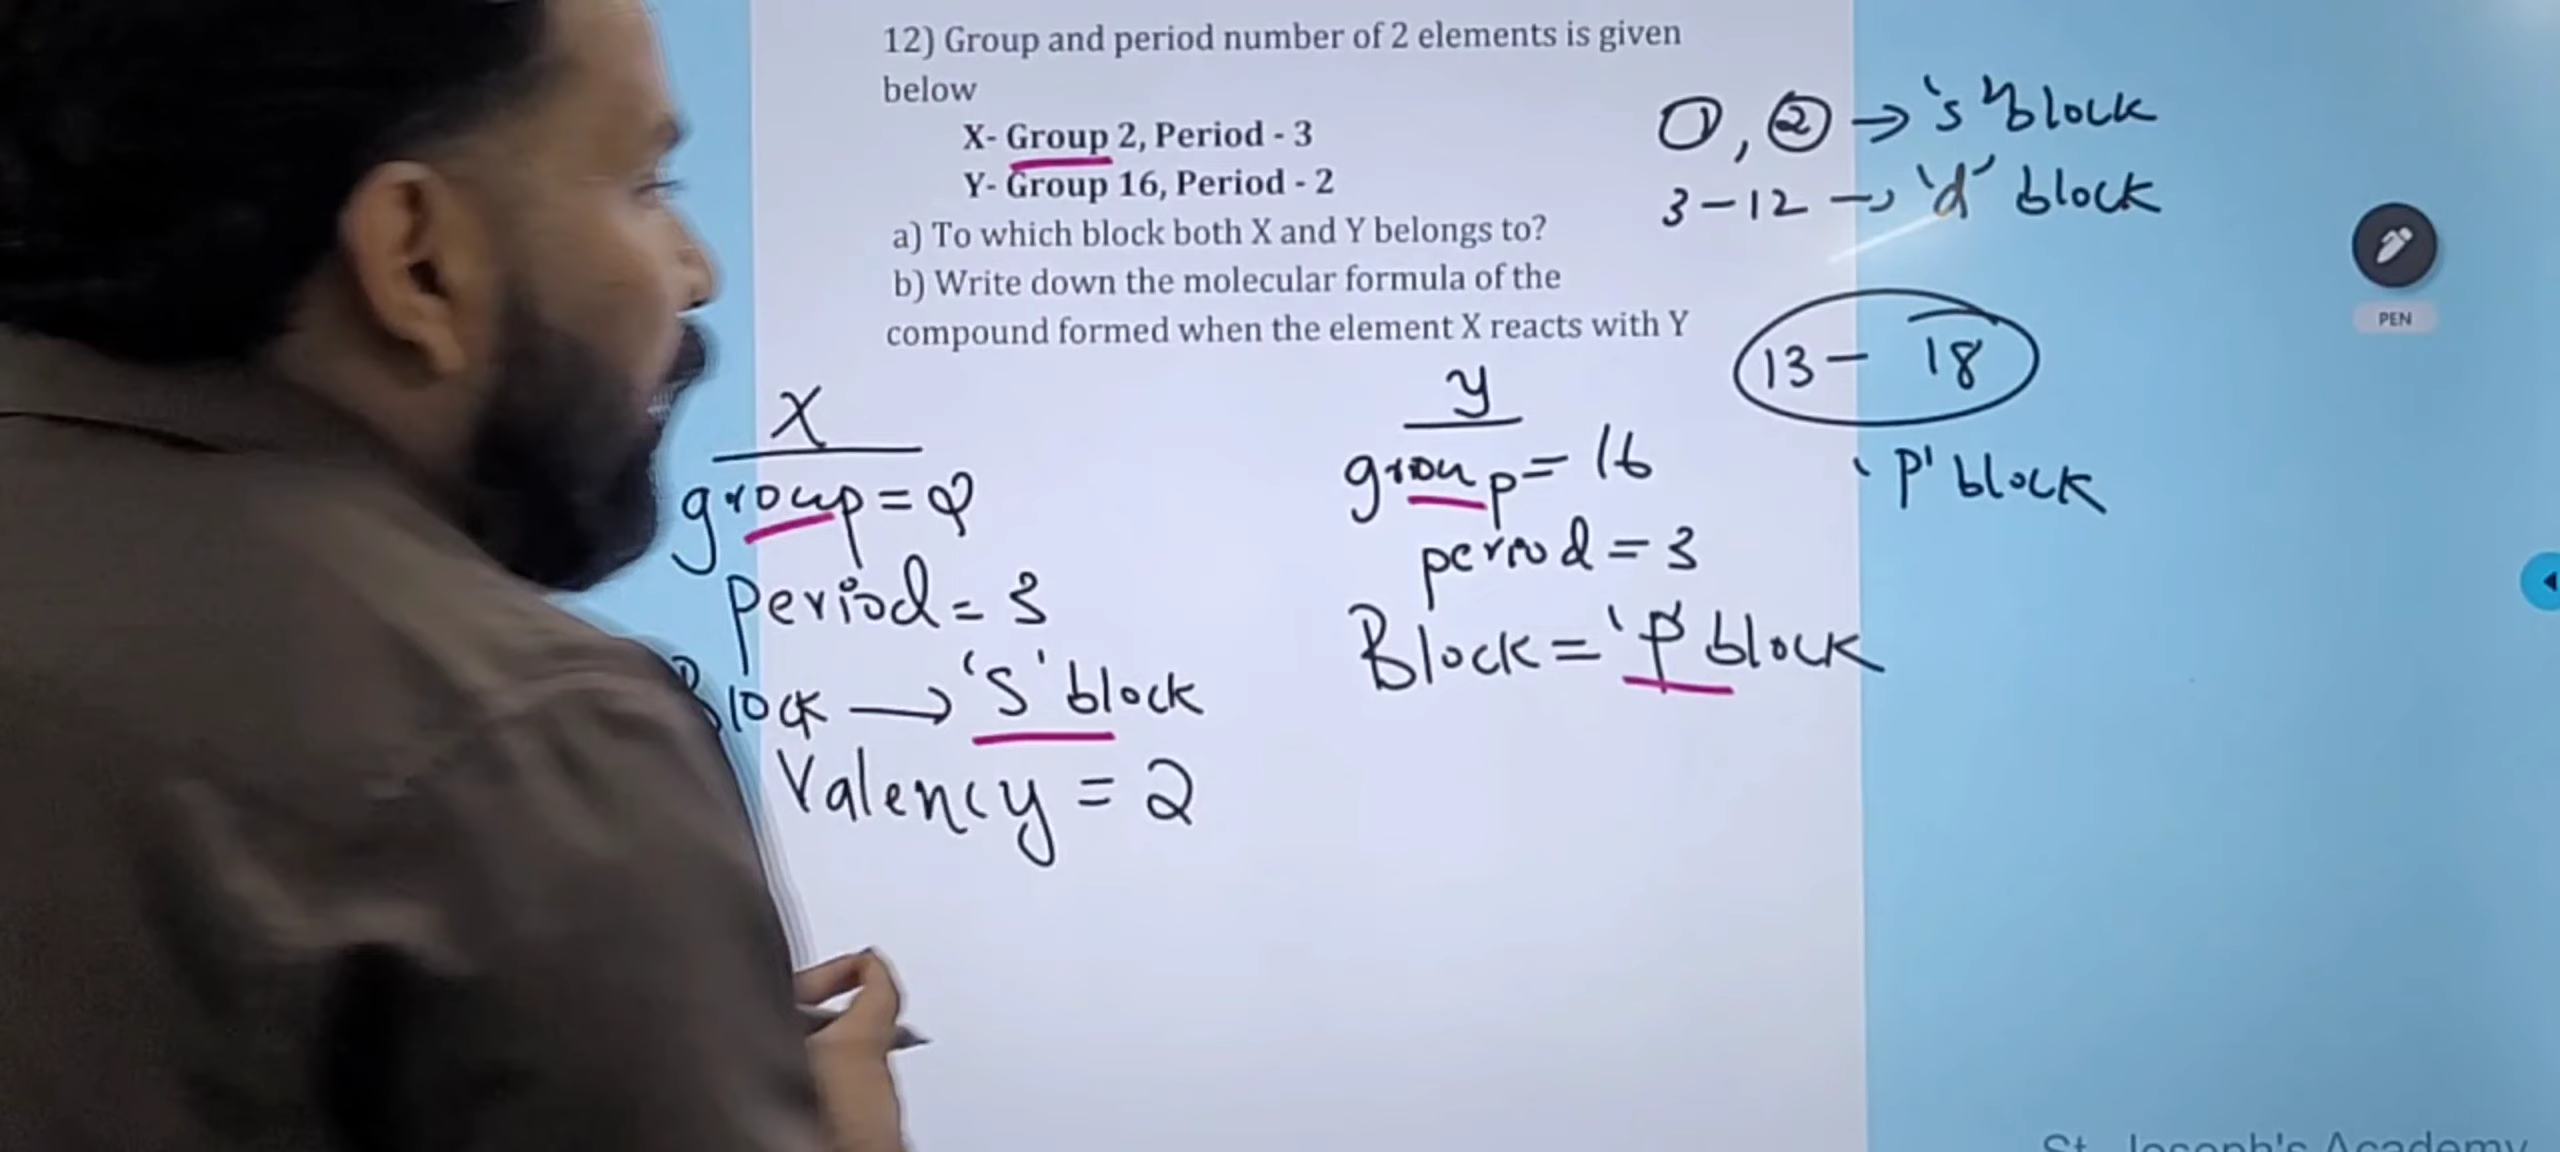 12) Group and period number of 2 elements is given
below
X- Group 2, Period - 3
Y- Group 16, Period - 2
a) To which block both X and Y belongs to?
b) Write down the molecular formula of the
compound formed when the element X reacts with Y
1, 2 → 's' block
3-12 → 'd' block
13 - 18
'P' block
PEN
X
group = 2
Period = 3
Block → 'S' block
Valency = 2
y
group = 16
period = 3
Block = 'P' block
St. Joseph's Academy